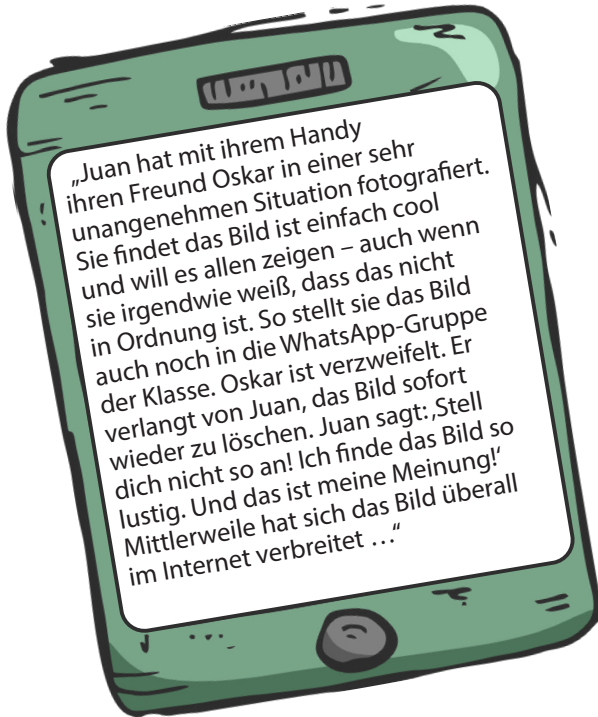 „Juan hat mit ihrem Handy
ihren Freund Oskar in einer sehr
unangenehmen Situation fotografiert.
Sie findet das Bild ist einfach cool
und will es allen zeigen – auch wenn
sie irgendwie weiß, dass das nicht
in Ordnung ist. So stellt sie das Bild
auch noch in die WhatsApp-Gruppe
der Klasse. Oskar ist verzweifelt. Er
verlangt von Juan, das Bild sofort
wieder zu löschen. Juan sagt: ‚Stell
dich nicht so an! Ich finde das Bild so
lustig. Und das ist meine Meinung!‘
Mittlerweile hat sich das Bild überall
im Internet verbreitet …“